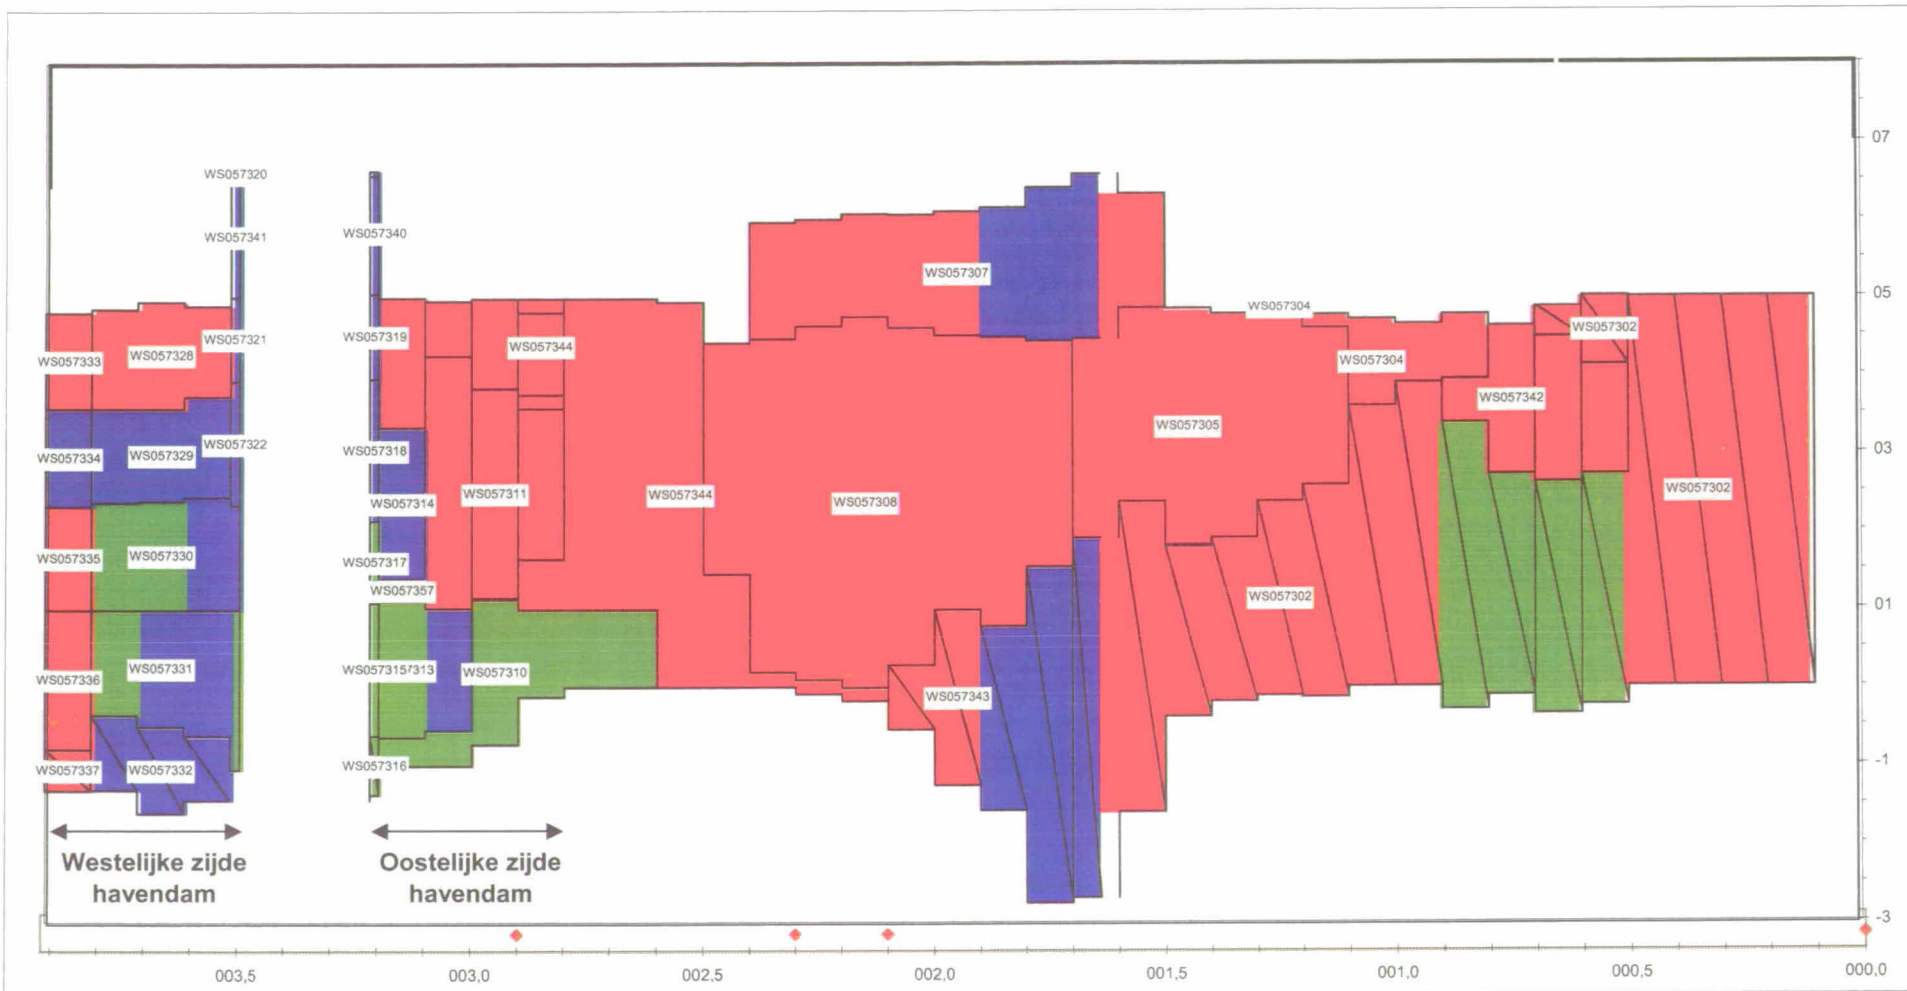 07
WS057320
WS057341
WS057340
WS057307
05
WS057304
WS057302
WS057321
WS057319
WS057344
WS057333
WS057328
WS057304
WS057342
WS057305
03
WS057322
WS057334
WS057329
WS057318
WS057314
WS057311
WS057344
WS057308
WS057302
WS057335
WS057330
WS057317
WS057357
WS057302
01
WS057336
WS057331
WS0573157313
WS057310
WS057343
WS057337
WS057332
WS057316
-1
Westelijke zijde
havendam
Oostelijke zijde
havendam
-3
003,5 003,0 002,5 002,0 001,5 001,0 000,5 000,0